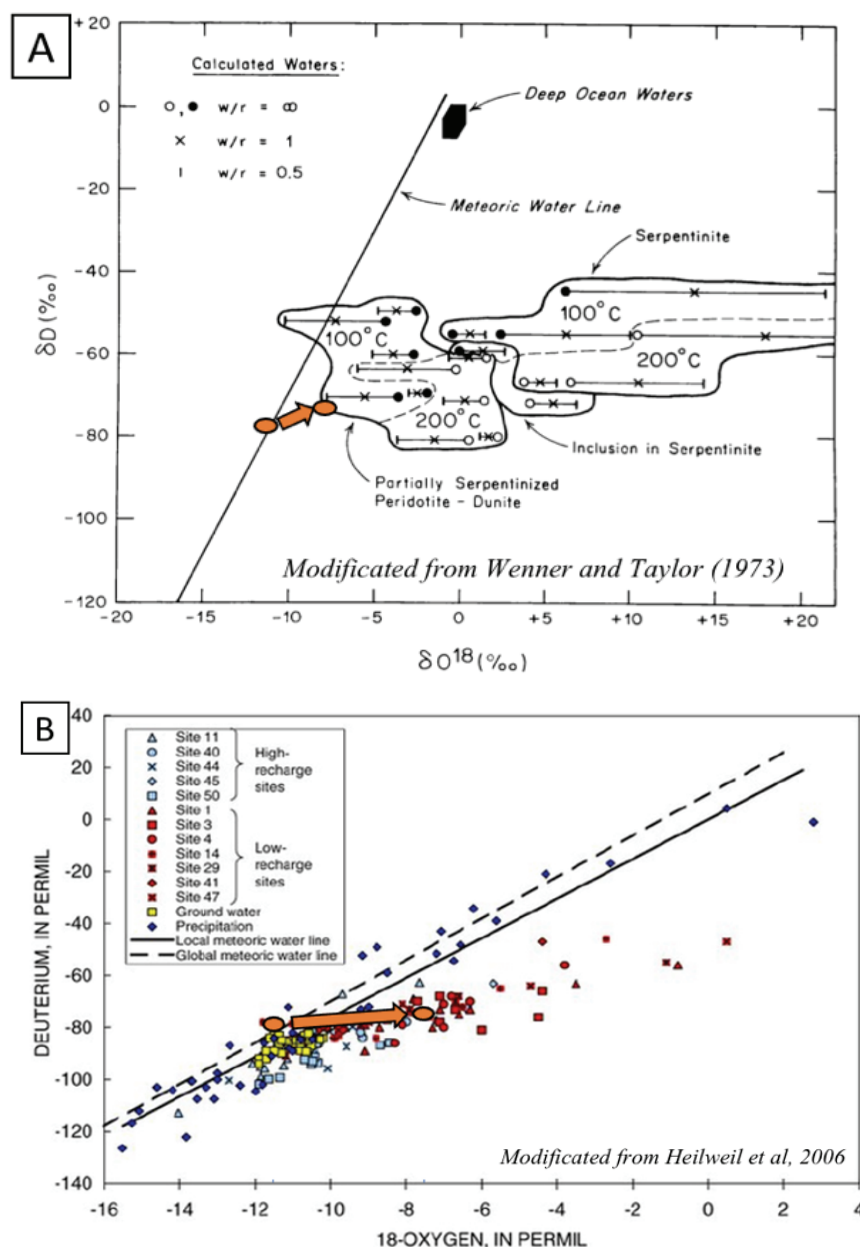 A
+20
Calculated Waters:
○,● w/r = ∞
× w/r = 1
ı w/r = 0.5
Deep Ocean Waters
0
-20
Meteoric Water Line
Serpentinite
-40
100°C
100°C
-60
200°C
200°C
-80
Inclusion in Serpentinite
Partially Serpentinized
Peridotite - Dunite
-100
Modificated from Wenner and Taylor (1973)
-120
-20 -15 -10 -5 0 +5 +10 +15 +20
δD (‰)
δO¹⁸(‰)
B
40
20
0
-20
-40
-60
-80
-100
-120
-140
Site 11
Site 40
Site 44
Site 45
Site 50
High-
recharge
sites
Site 1
Site 3
Site 4
Site 14
Site 29
Site 41
Site 47
Low-
recharge
sites
Ground water
Precipitation
Local meteoric water line
Global meteoric water line
DEUTERIUM, IN PERMIL
Modificated from Heilweil et al, 2006
-16 -14 -12 -10 -8 -6 -4 -2 0 2 4
18-OXYGEN, IN PERMIL